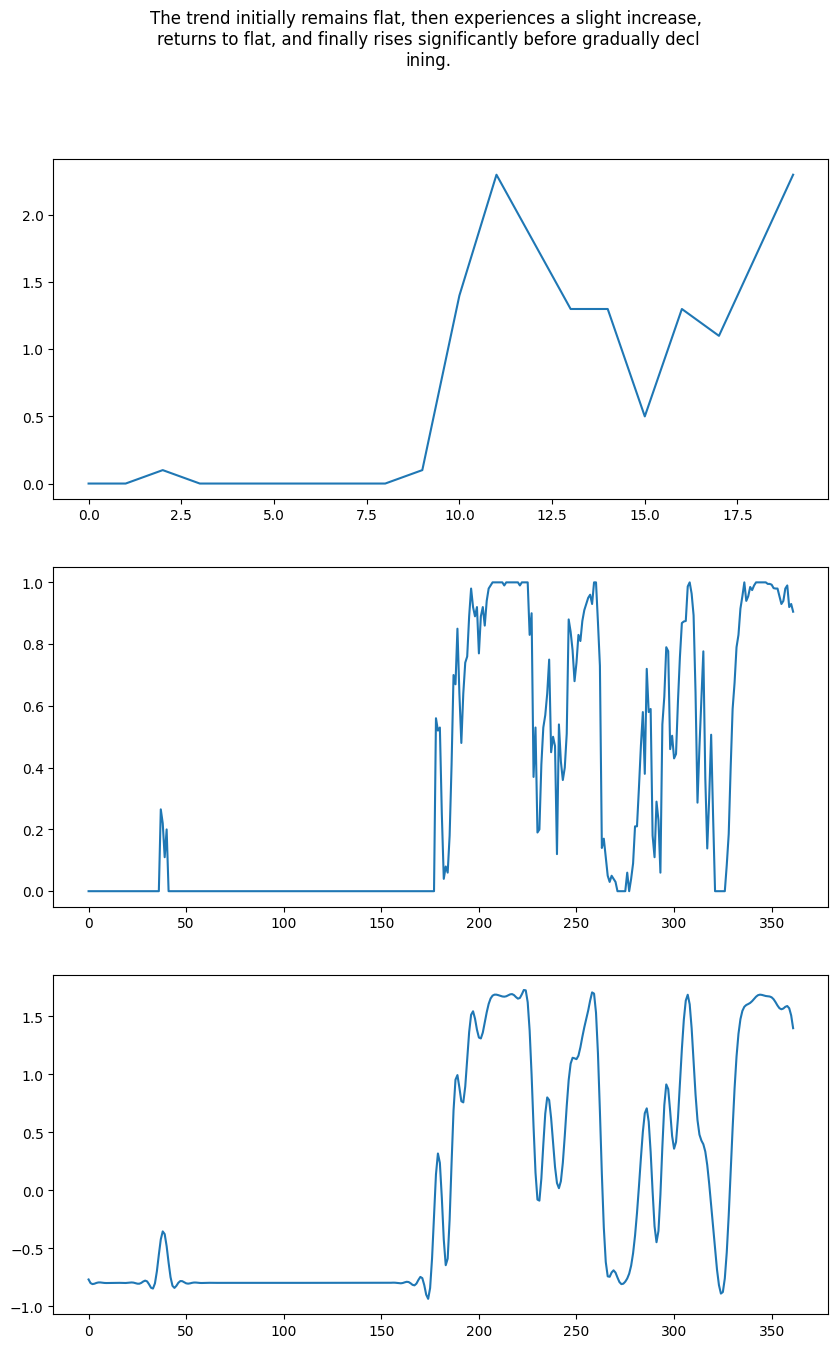 The trend initially remains flat, then experiences a slight increase,
returns to flat, and finally rises significantly before gradually decl
ining.
2.0
1.5
1.0
0.5
0.0
0.0 2.5 5.0 7.5 10.0 12.5 15.0 17.5
1.0
0.8
0.6
0.4
0.2
0.0
0 50 100 150 200 250 300 350
1.5
1.0
0.5
0.0
−0.5
−1.0
0 50 100 150 200 250 300 350